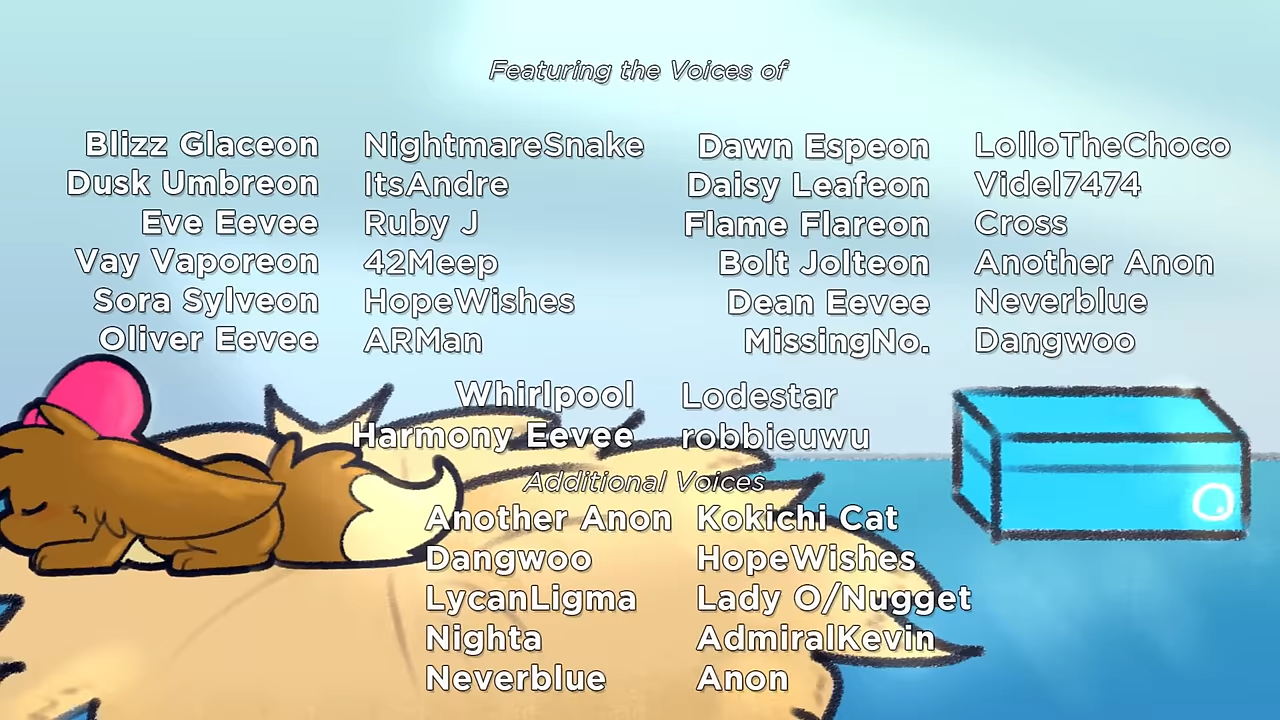 Featuring the Voices of
Blizz Glaceon NightmareSnake Dawn Espeon LolloTheChoco
Dusk Umbreon ItsAndre Daisy Leafeon Videl7474
Eve Eevee Ruby J Flame Flareon Cross
Vay Vaporeon 42Meep Bolt Jolteon Another Anon
Sora Sylveon HopeWishes Dean Eevee Neverblue
Oliver Eevee ARMan MissingNo. Dangwoo
Whirlpool Lodestar
Harmony Eevee robbieuwu
Additional Voices
Another Anon Kokichi Cat
Dangwoo HopeWishes
LycanLigma Lady O/Nugget
Nighta AdmiralKevin
Neverblue Anon